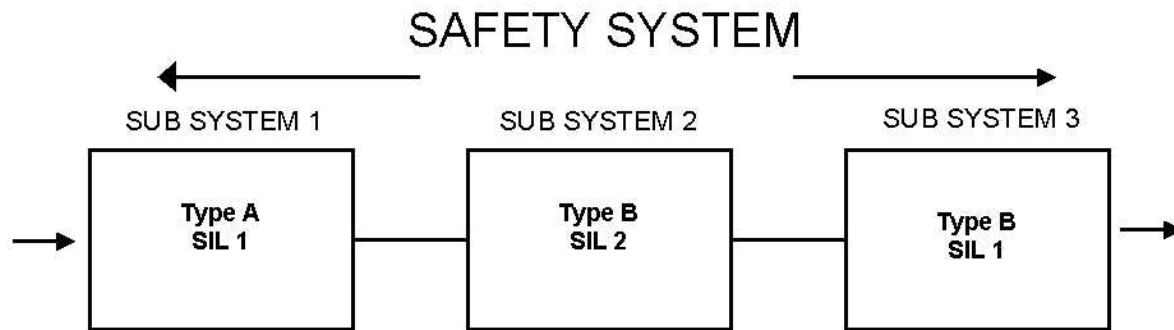 SAFETY SYSTEM
SUB SYSTEM 1
SUB SYSTEM 2
SUB SYSTEM 3
Type A
SIL 1
Type B
SIL 2
Type B
SIL 1